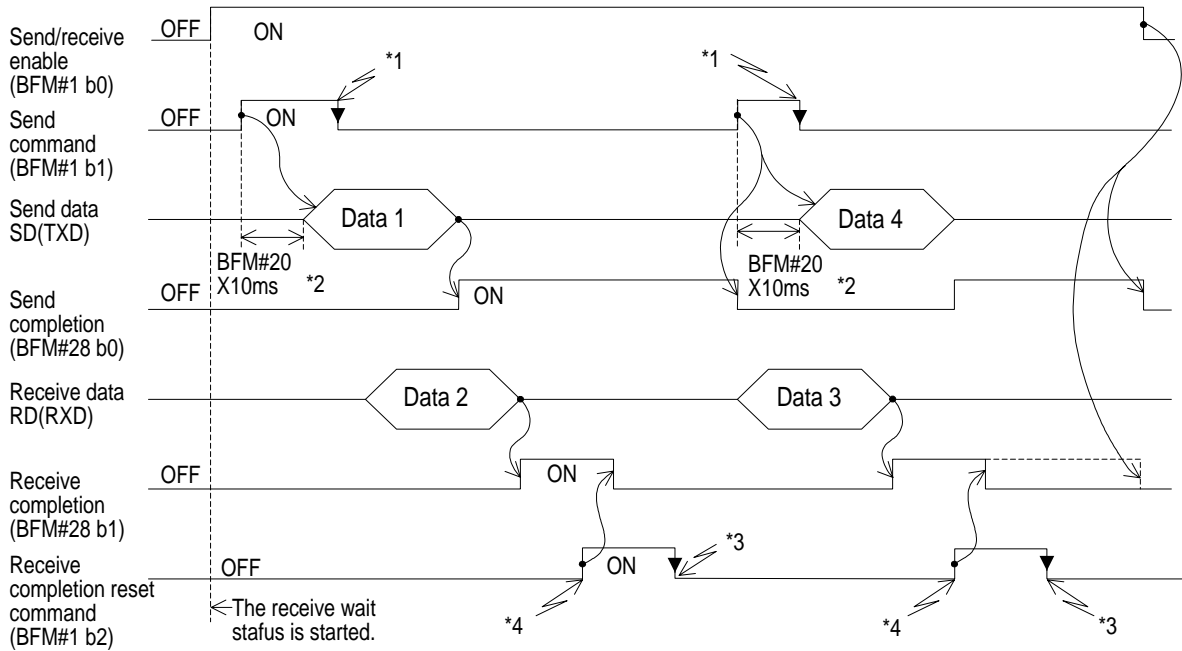 Send/receive
enable
(BFM#1 b0)
OFF
ON
*1
*1
Send
command
(BFM#1 b1)
OFF
ON
Send data
SD(TXD)
Data 1
Data 4
BFM#20
X10ms *2
BFM#20
X10ms *2
Send
completion
(BFM#28 b0)
OFF
ON
Receive data
RD(RXD)
Data 2
Data 3
Receive
completion
(BFM#28 b1)
OFF
ON
Receive
completion reset
command
(BFM#1 b2)
OFF
ON
*3
*4
*4
*3
The receive wait
stafus is started.